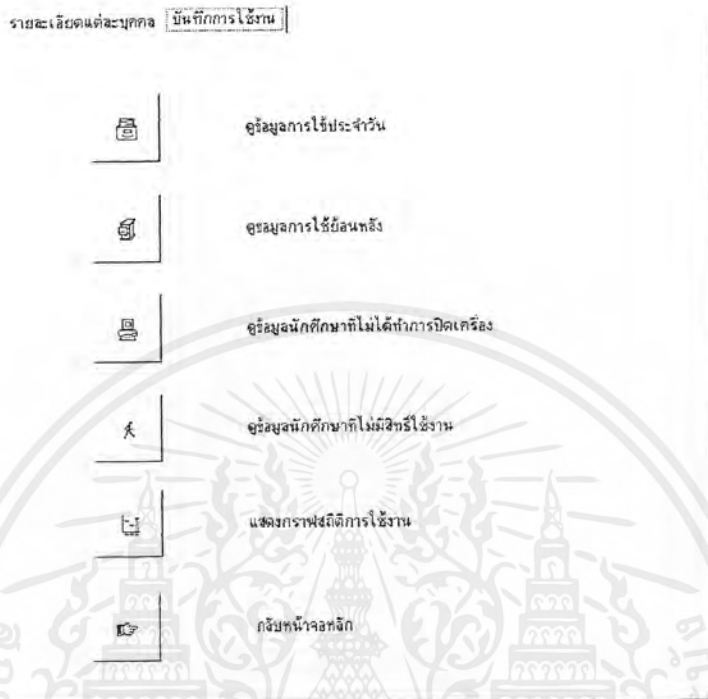 รายละเอียดแต่ละบุคคล บันทึกการใช้งาน
ดูข้อมูลการใช้ประจำวัน
ดูข้อมูลการใช้ย้อนหลัง
ดูข้อมูลนักศึกษาที่ไม่ได้ทำการปิดเครื่อง
ดูข้อมูลนักศึกษาที่ไม่มีสิทธิ์ใช้งาน
แสดงกราฟสถิติการใช้งาน
กลับหน้าจอหลัก